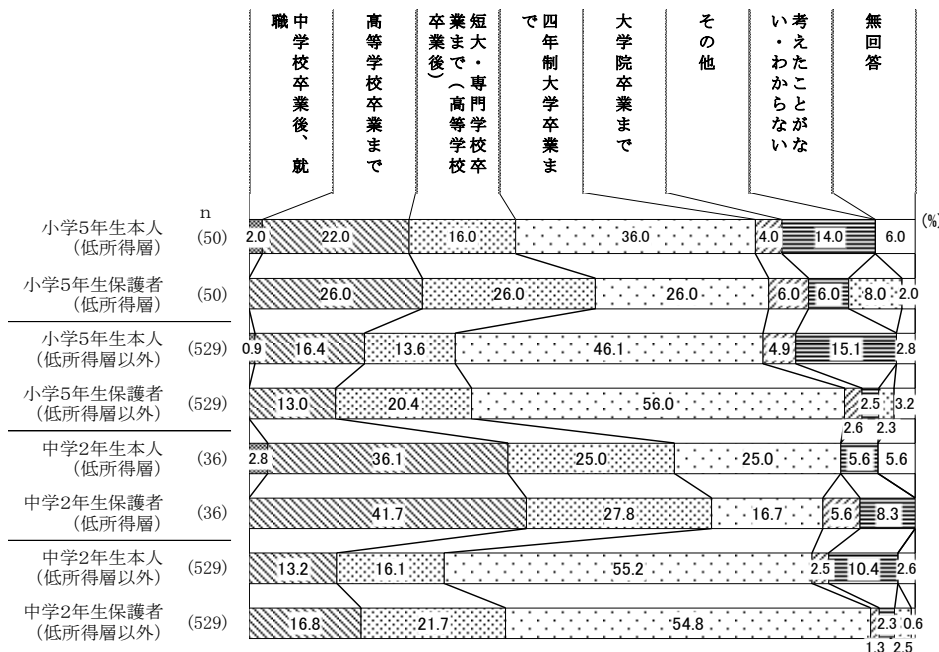 中学校卒業後、就
職
高等学校卒業まで
短大・専門学校卒
業まで(高等学校
卒業後)
四年制大学卒業ま
で
大学院卒業まで
その他
考えたことがな
い・わからない
無回答
n
(%)
小学5年生本人
(低所得層)
(50)
2.0 22.0 16.0 36.0 4.0 14.0 6.0
小学5年生保護者
(低所得層)
(50)
26.0 26.0 26.0 6.0 6.0 8.0 2.0
小学5年生本人
(低所得層以外)
(529)
0.9 16.4 13.6 46.1 4.9 15.1 2.8
小学5年生保護者
(低所得層以外)
(529)
13.0 20.4 56.0 2.5 3.2
2.6 2.3
中学2年生本人
(低所得層)
(36)
2.8 36.1 25.0 25.0 5.6 5.6
中学2年生保護者
(低所得層)
(36)
41.7 27.8 16.7 5.6 8.3
中学2年生本人
(低所得層以外)
(529)
13.2 16.1 55.2 2.5 10.4 2.6
中学2年生保護者
(低所得層以外)
(529)
16.8 21.7 54.8 2.3 0.6
1.3 2.5